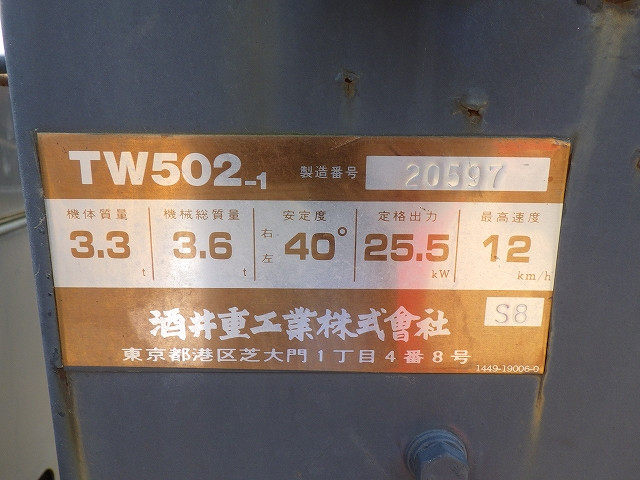 TW502-1 製造番号 20597
機体質量 機械総質量 安定度 定格出力 最高速度
3.3 t 3.6 t 右 左 40° 25.5 kW 12 km/h
S8
酒井重工業株式會社
東京都港区芝大門1丁目4番8号
1449-19006-0